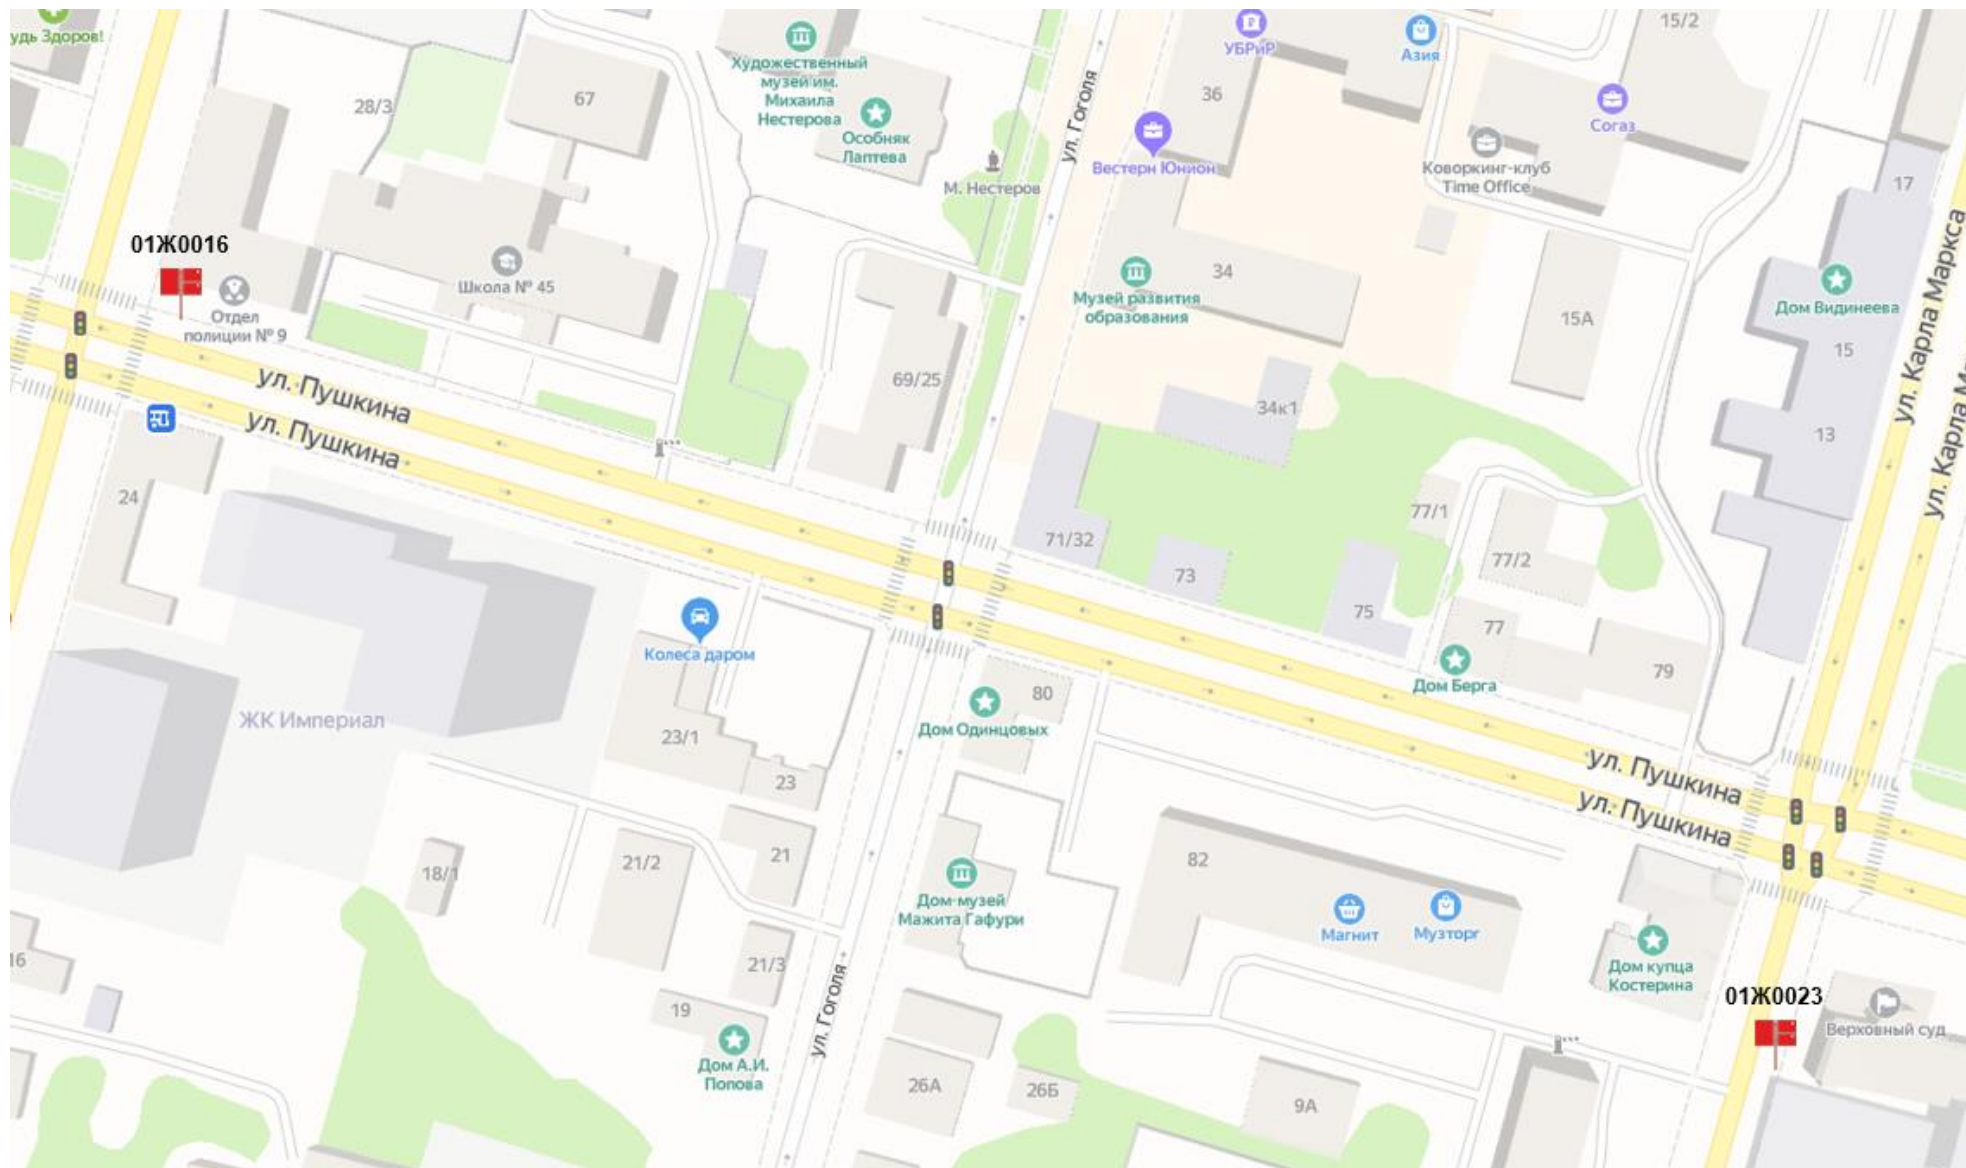 15/2
УБРиР
удь Здоров!
Азия
Художественный
музей им.
Михаила
Нестерова
28/3
67
36
Согаз
ул. Гоголя
Особняк
Лаптева
Вестерн Юнион
Коворкинг-клуб
Time Office
М. Нестеров
17
01Ж0016
Школа № 45
34
Музей развития
образования
Дом Видинеева
Отдел
полиции № 9
15А
ул. Карла Маркса
15
69/25
ул. Пушкина
ул. Пушкина
34к1
13
24
77/1
71/32
77/2
73
75
77
Колеса даром
79
Дом Берга
80
ЖК Империал
Дом Одинцовых
23/1
23
ул. Пушкина
ул. Пушкина
21
21/2
18/1
82
Дом-музей
Мажита Гафури
Магнит
Музторг
16
21/3
Дом купца
Костерина
01Ж0023
19
ул. Гоголя
Верховный суд
Дом А.И.
Попова
26А
26Б
9А